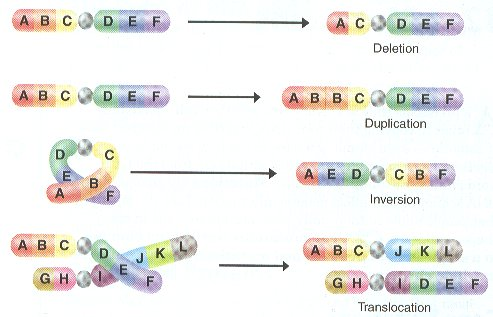 A B C D E F
A C D E F
Deletion
A B C D E F
A B B C D E F
Duplication
D C
E B
A F
A E D C B F
Inversion
A B C D E J K L
G H I F
A B C J K L
G H I D E F
Translocation